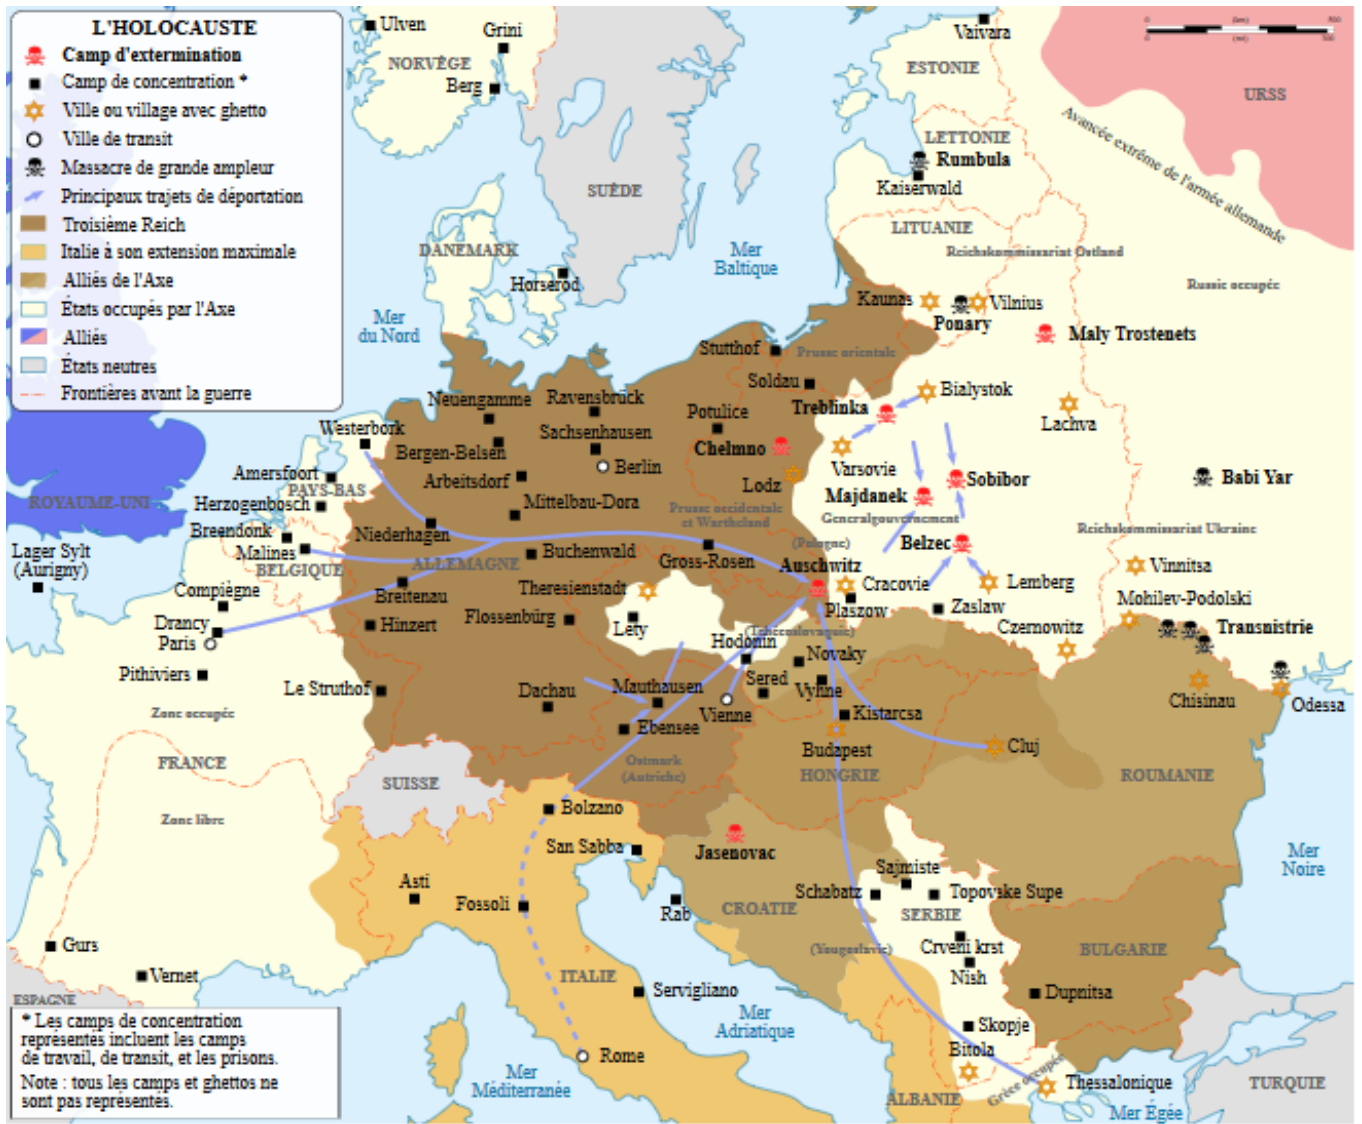 L'HOLOCAUSTE
Camp d'extermination
Camp de concentration *
Ville ou village avec ghetto
Ville de transit
Massacre de grande ampleur
Principaux trajets de déportation
Troisième Reich
Italie à son extension maximale
Alliés de l'Axe
États occupés par l'Axe
Alliés
États neutres
Frontières avant la guerre
Ulven
Grini
NORVÈGE
Berg
SUÈDE
Vaivara
ESTONIE
0 (km) 500
0 (mi) 300
URSS
Avancée extrême de l'armée allemande
LETTONIE
Rumbula
Kaiserwald
LITUANIE
Reichskommissariat Ostland
Russie occupée
DANEMARK
Horserød
Mer
Baltique
Mer
du Nord
Kaunas
Vilnius
Ponary
Maly Trostenets
Stutthof
Prusse orientale
Soldau
Bialystok
Treblinka
Lachva
Neuengamme
Ravensbrück
Potulice
Westerbork
Sachsenhausen
Bergen-Belsen
Chelmno
Varsovie
Berlin
Sobibor
Babi Yar
Amersfoort
PAYS-BAS
Arbeitsdorf
Lodz
Majdanek
ROYAUME-UNI
Herzogenbosch
Mittelbau-Dora
Prusse occidentale
et Wartheland
Generalgouvernement
Reichskommissariat Ukraine
Breendonk
Niederhagen
(Pologne)
Belzec
Lager Sylt
(Aurigny)
Malines
BELGIQUE
ALLEMAGNE
Buchenwald
Gross-Rosen
Auschwitz
Vinnitsa
Compiègne
Breitenau
Theresienstadt
Cracovie
Lemberg
Plaszow
Zaslaw
Mohilev-Podolski
Drancy
Paris
Hinzert
Flossenbürg
Lety
(Tchécoslovaquie)
Hodonin
Czernowitz
Transnistrie
Pithiviers
Novaky
Sered
Vyhne
Le Struthof
Dachau
Mauthausen
Vienne
Chisinau
Odessa
Zone occupée
Ebensee
Kistarcsa
Budapest
Cluj
FRANCE
SUISSE
Ostmark
(Autriche)
HONGRIE
ROUMANIE
Zone libre
Bolzano
San Sabba
Jasenovac
Mer
Noire
Asti
Fossoli
Rab
CROATIE
Schabatz
Sajmiste
Topovske Supe
SERBIE
Gurs
Vernet
(Yougoslavie)
Crveni krst
Nish
BULGARIE
ITALIE
Servigliano
Dupnitsa
ESPAGNE
* Les camps de concentration
représentés incluent les camps
de travail, de transit, et les prisons.
Note : tous les camps et ghettos ne
sont pas représentés.
Mer
Adriatique
Skopje
Bitola
Rome
Mer
Méditerranée
Grèce occupée
Thessalonique
ALBANIE
Mer Égée
TURQUIE